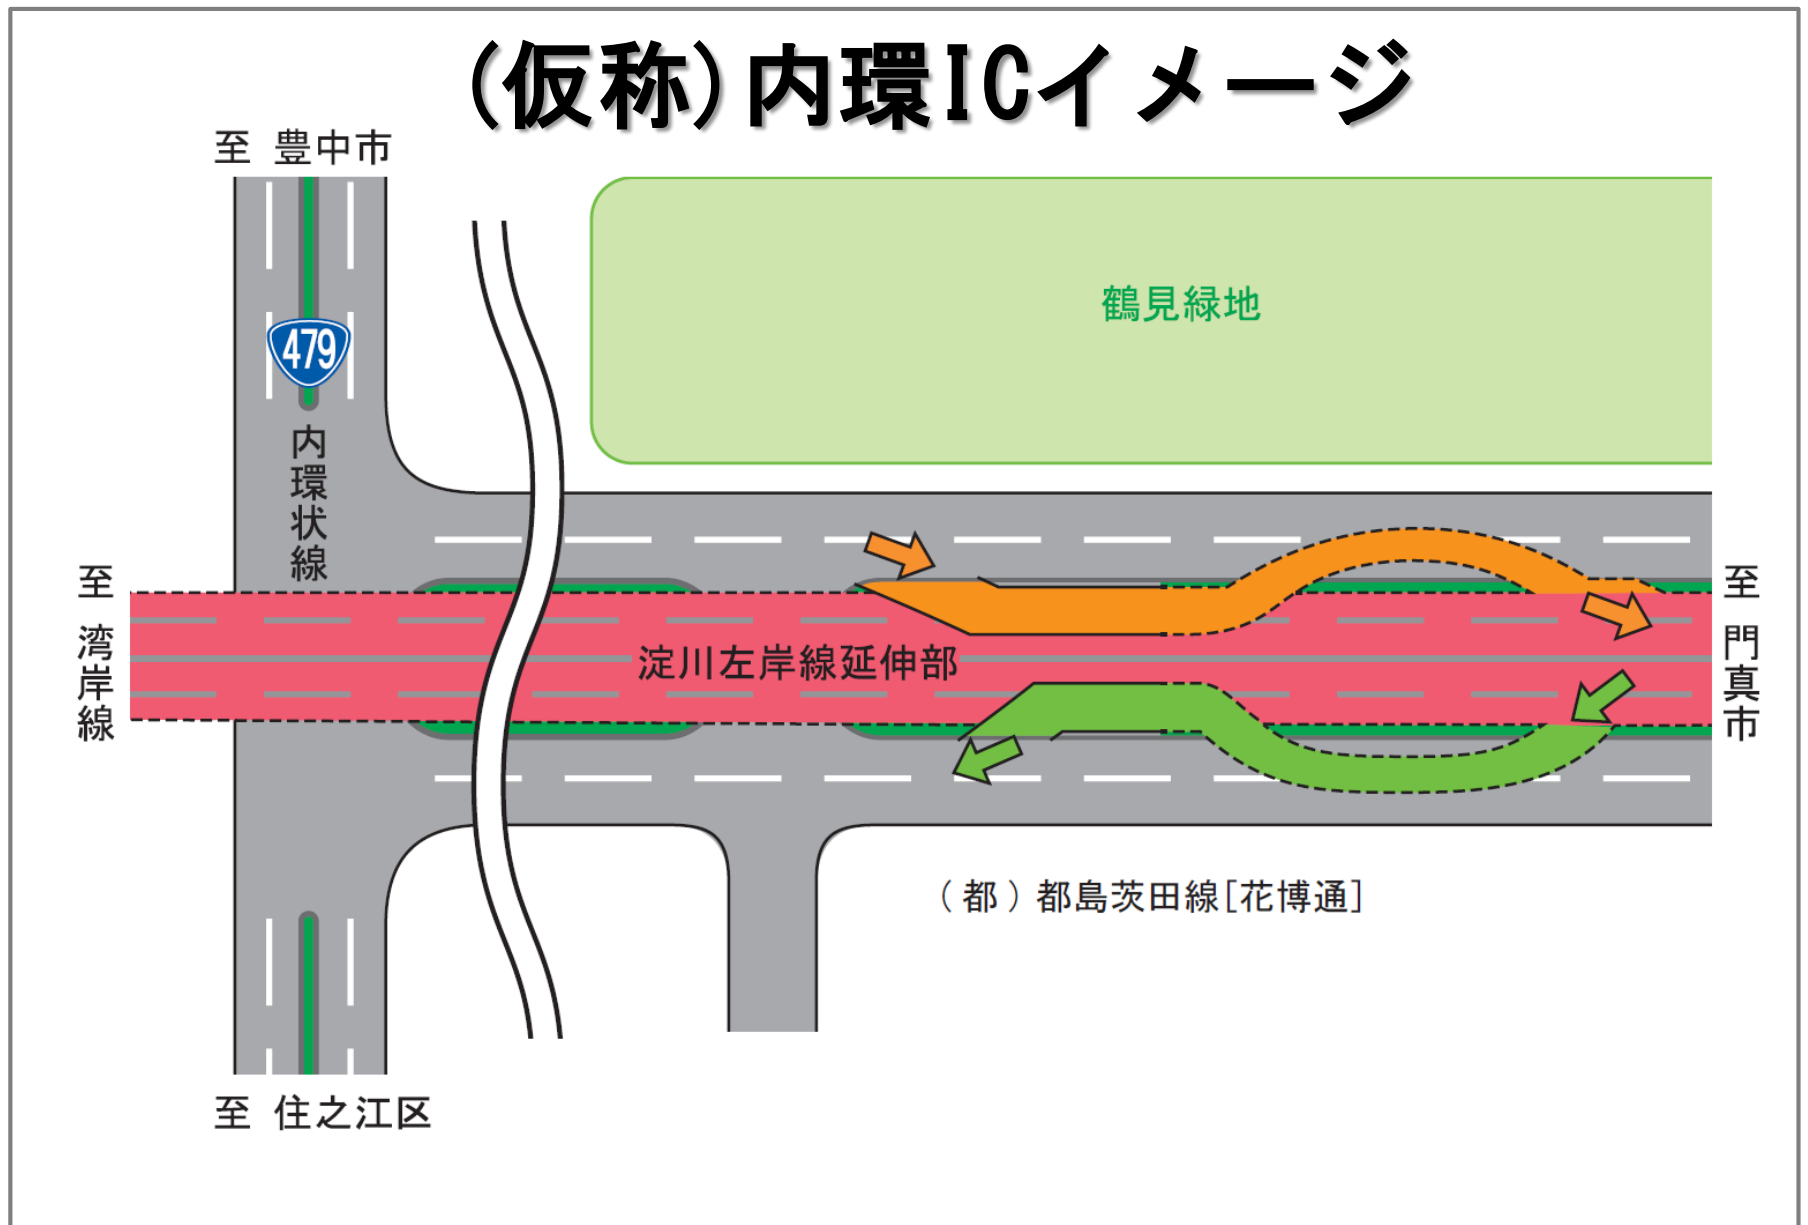 (仮称)内環ICイメージ
至 豊中市
鶴見緑地
479
内環状線
至 湾岸線
淀川左岸線延伸部
至 門真市
(都)都島茨田線[花博通]
至 住之江区